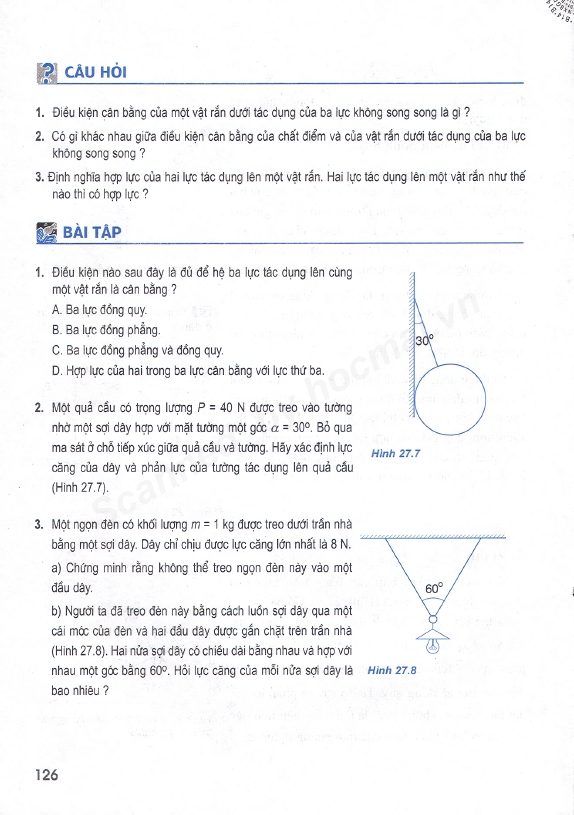 CÂU HỎI
1. Điều kiện cân bằng của một vật rắn dưới tác dụng của ba lực không song song là gì ?
2. Có gì khác nhau giữa điều kiện cân bằng của chất điểm và của vật rắn dưới tác dụng của ba lực
không song song ?
3. Định nghĩa hợp lực của hai lực tác dụng lên một vật rắn. Hai lực tác dụng lên một vật rắn như thế
nào thì có hợp lực ?
BÀI TẬP
1. Điều kiện nào sau đây là đủ để hệ ba lực tác dụng lên cùng
một vật rắn là cân bằng ?
A. Ba lực đồng quy.
B. Ba lực đồng phẳng.
C. Ba lực đồng phẳng và đồng quy.
D. Hợp lực của hai trong ba lực cân bằng với lực thứ ba.
30⁰
2. Một quả cầu có trọng lượng P = 40 N được treo vào tường
nhờ một sợi dây hợp với mặt tường một góc α = 30⁰. Bỏ qua
ma sát ở chỗ tiếp xúc giữa quả cầu và tường. Hãy xác định lực
căng của dây và phản lực của tường tác dụng lên quả cầu
(Hình 27.7).
Hình 27.7
3. Một ngọn đèn có khối lượng m = 1 kg được treo dưới trần nhà
bằng một sợi dây. Dây chỉ chịu được lực căng lớn nhất là 8 N.
a) Chứng minh rằng không thể treo ngọn đèn này vào một
đầu dây.
b) Người ta đã treo đèn này bằng cách luồn sợi dây qua một
cái móc của đèn và hai đầu dây được gắn chặt trên trần nhà
(Hình 27.8). Hai nửa sợi dây có chiều dài bằng nhau và hợp với
nhau một góc bằng 60⁰. Hỏi lực căng của mỗi nửa sợi dây là
bao nhiêu ?
60⁰
Hình 27.8
126